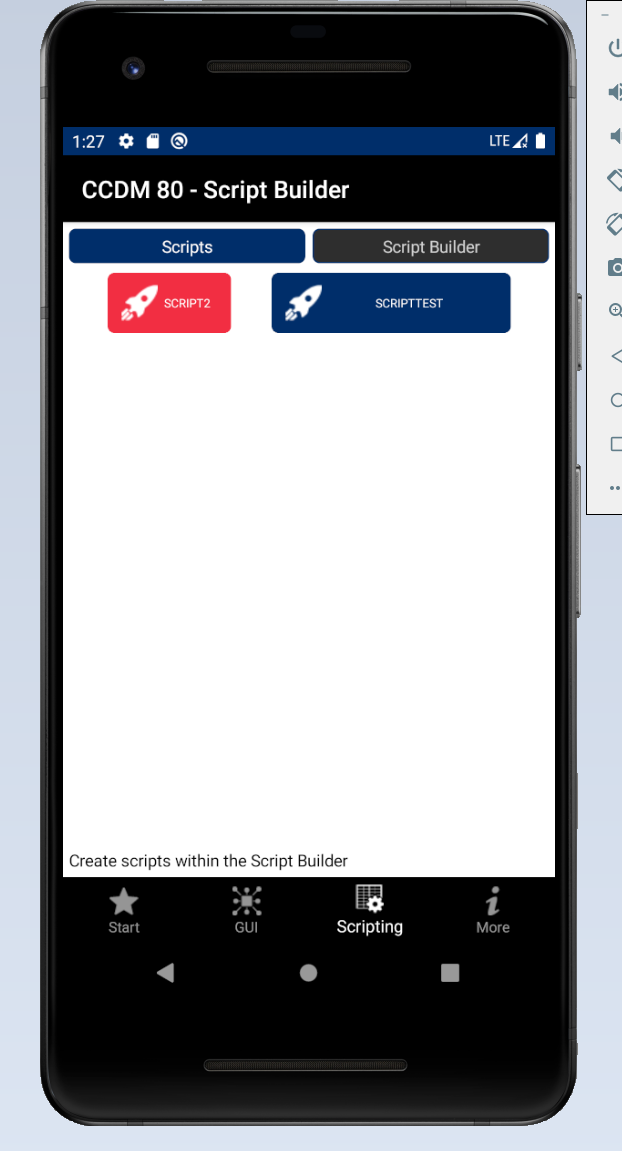 1:27 LTE
CCDM 80 - Script Builder
Scripts Script Builder
SCRIPT2 SCRIPTTEST
Create scripts within the Script Builder
Start GUI Scripting More